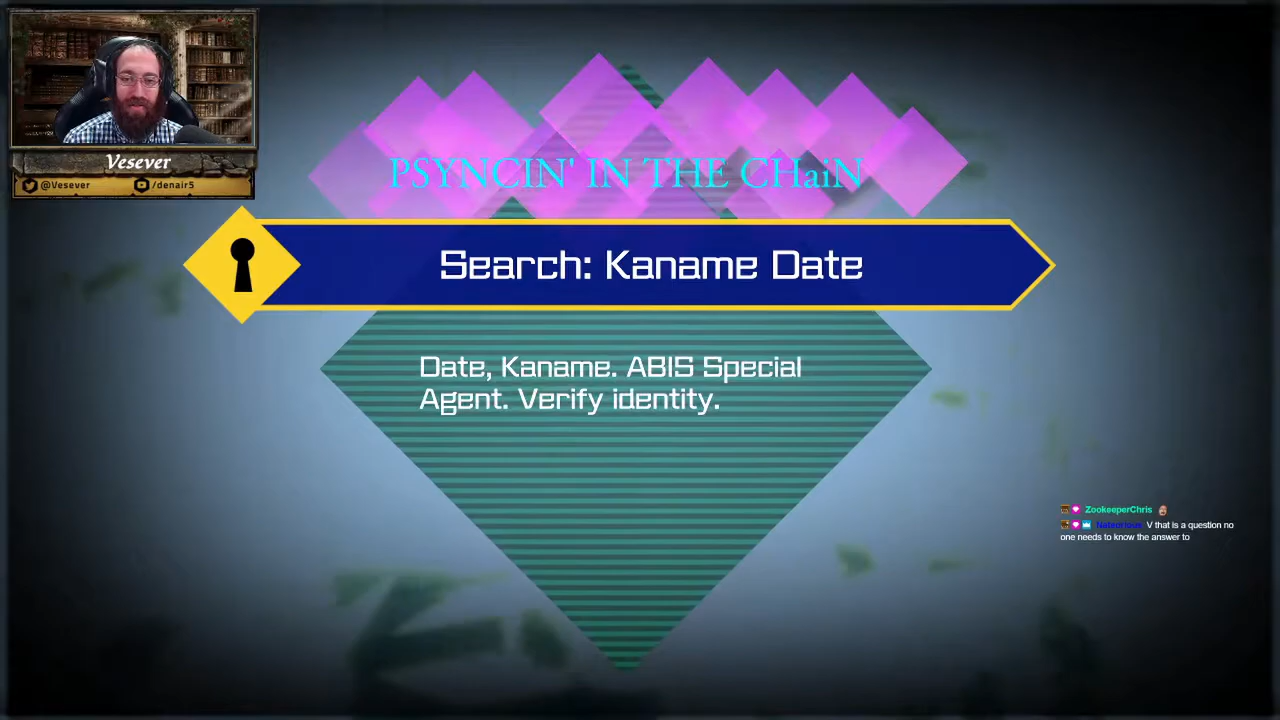 Vesever
@Vesever
/denair5
PSYNCIN' IN THE CHaiN
Search: Kaname Date
Date, Kaname. ABIS Special
Agent. Verify identity.
ZookeeperChris
V that is a question no
one needs to know the answer to